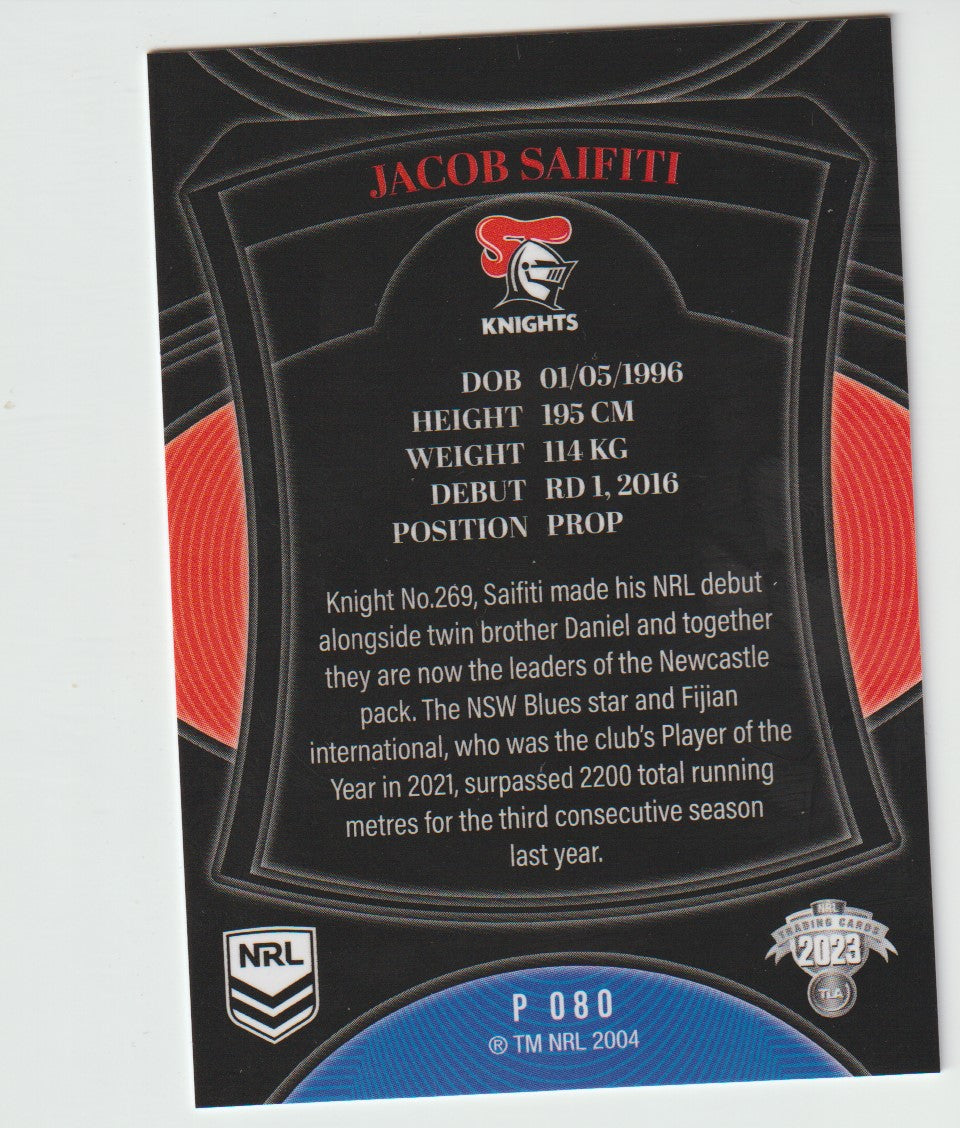 JACOB SAIFITI
KNIGHTS
DOB 01/05/1996
HEIGHT 195 CM
WEIGHT 114 KG
DEBUT RD 1, 2016
POSITION PROP
Knight No.269, Saifiti made his NRL debut
alongside twin brother Daniel and together
they are now the leaders of the Newcastle
pack. The NSW Blues star and Fijian
international, who was the club's Player of the
Year in 2021, surpassed 2200 total running
metres for the third consecutive season
last year.
NRL
NRL
TRADING CARDS
2023
TLA
P 080
® TM NRL 2004